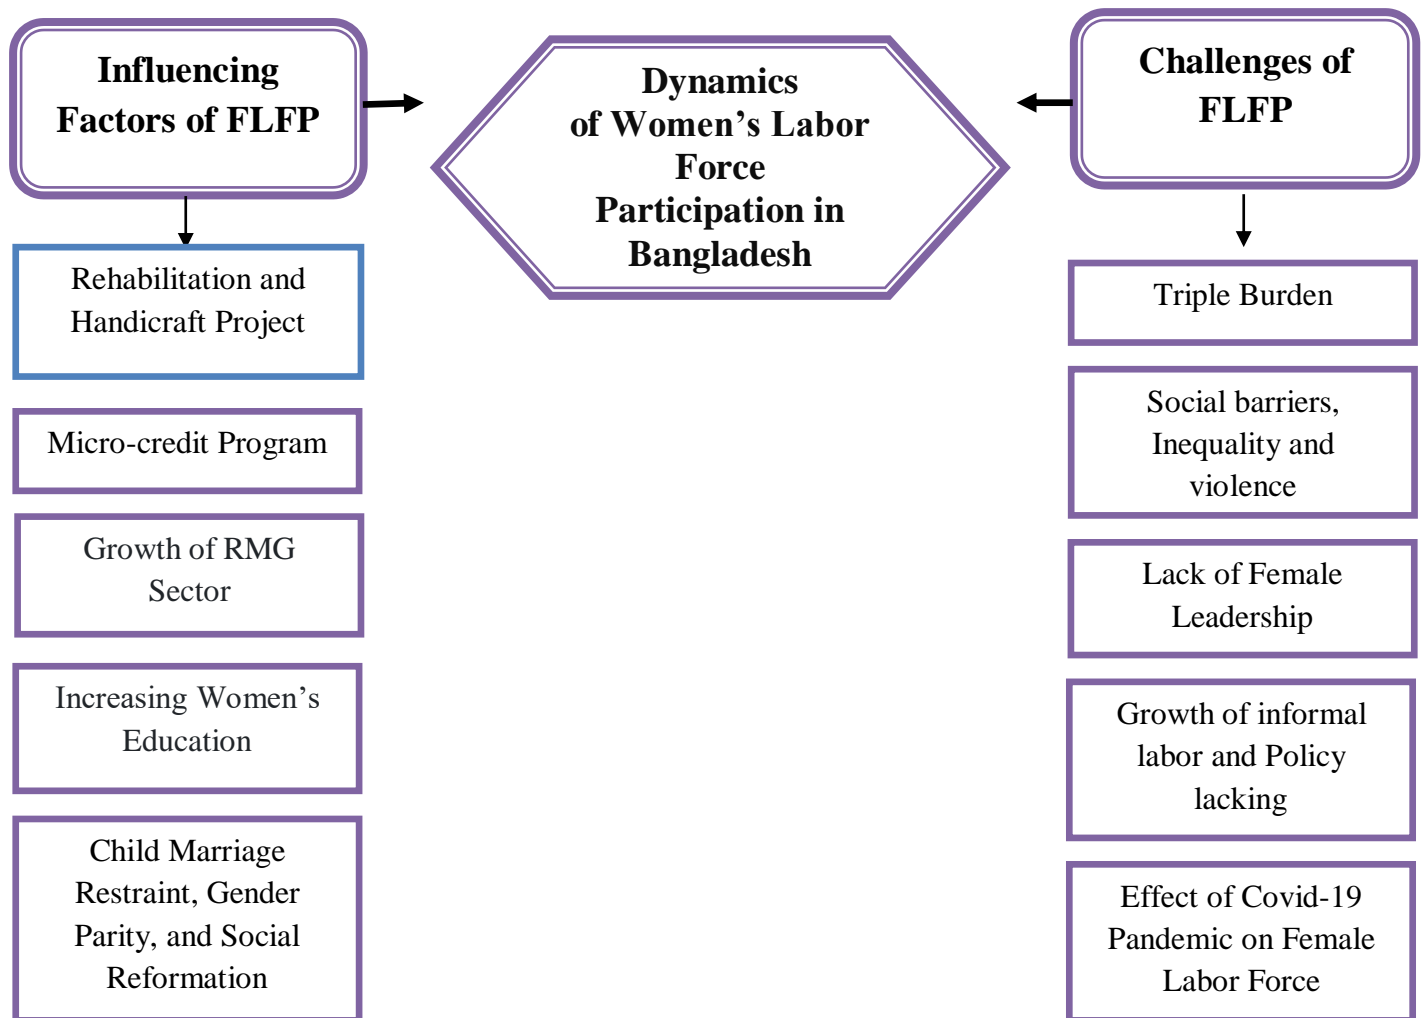 Influencing
Factors of FLFP
Rehabilitation and
Handicraft Project
Micro-credit Program
Growth of RMG
Sector
Increasing Women’s
Education
Child Marriage
Restraint, Gender
Parity, and Social
Reformation
Dynamics
of Women’s Labor
Force
Participation in
Bangladesh
Challenges of
FLFP
Triple Burden
Social barriers,
Inequality and
violence
Lack of Female
Leadership
Growth of informal
labor and Policy
lacking
Effect of Covid-19
Pandemic on Female
Labor Force